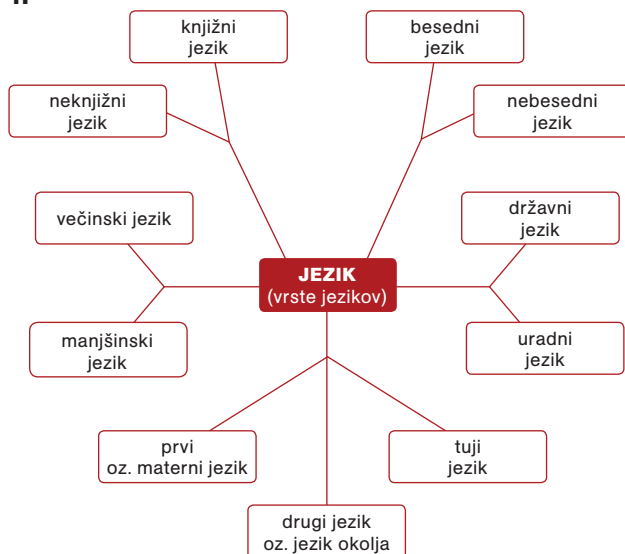 knjižni
jezik
besedni
jezik
neknjižni
jezik
nebesedni
jezik
večinski jezik
državni
jezik
JEZIK
(vrste jezikov)
manjšinski
jezik
uradni
jezik
prvi
oz. materni jezik
tuji
jezik
drugi jezik
oz. jezik okolja